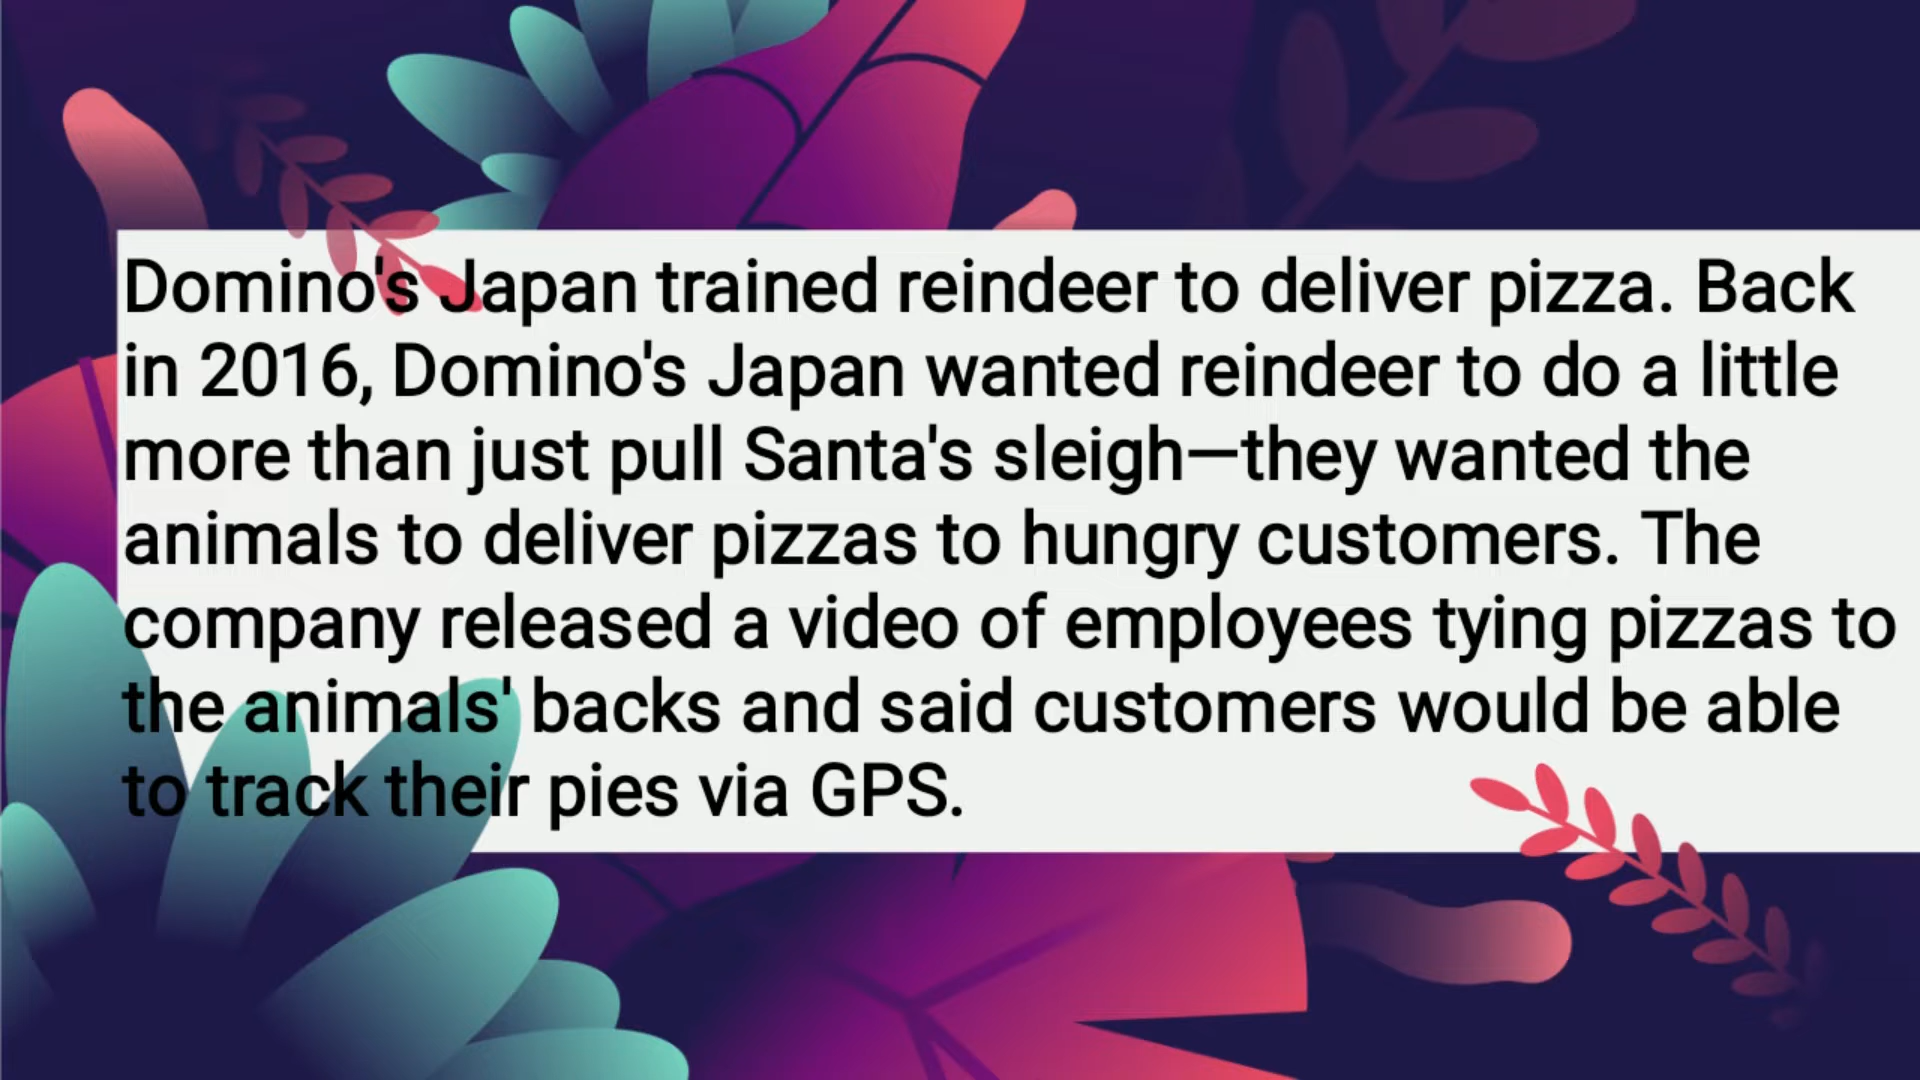 Domino's Japan trained reindeer to deliver pizza. Back
in 2016, Domino's Japan wanted reindeer to do a little
more than just pull Santa's sleigh—they wanted the
animals to deliver pizzas to hungry customers. The
company released a video of employees tying pizzas to
the animals' backs and said customers would be able
to track their pies via GPS.